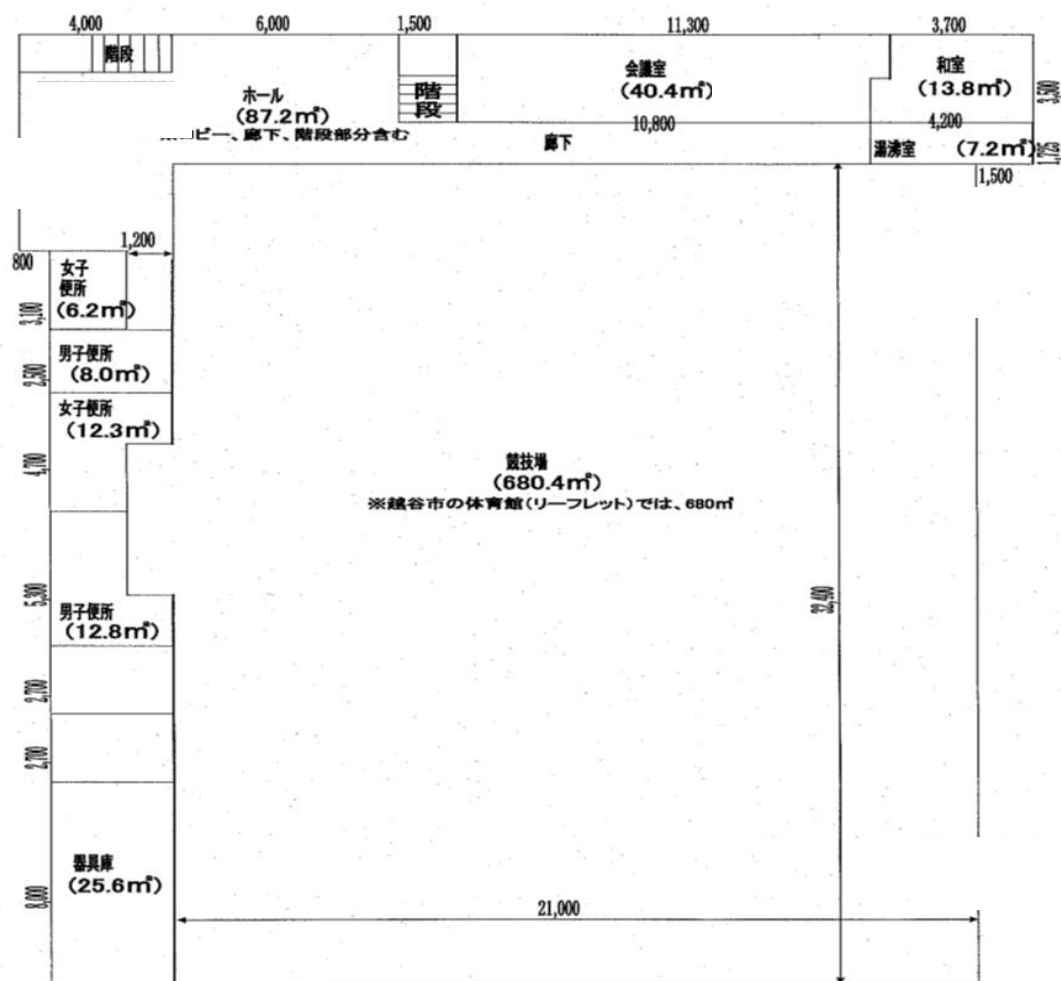 4,000
6,000
1,500
11,300
3,700
階段
ホール
(87.2㎡)
ビー、廊下、階段部分含む
階段
会議室
(40.4㎡)
10,800
和室
(13.8㎡)
3,500
4,200
廊下
湯沸室 (7.2㎡)
1,725
1,500
800
1,200
女子
便所
(6.2㎡)
3,100
男子便所
(8.0㎡)
2,500
女子便所
(12.3㎡)
4,700
競技場
(680.4㎡)
※越谷市の体育館(リーフレット)では、680㎡
32,400
5,300
男子便所
(12.8㎡)
2,700
2,700
器具庫
(25.6㎡)
8,000
21,000